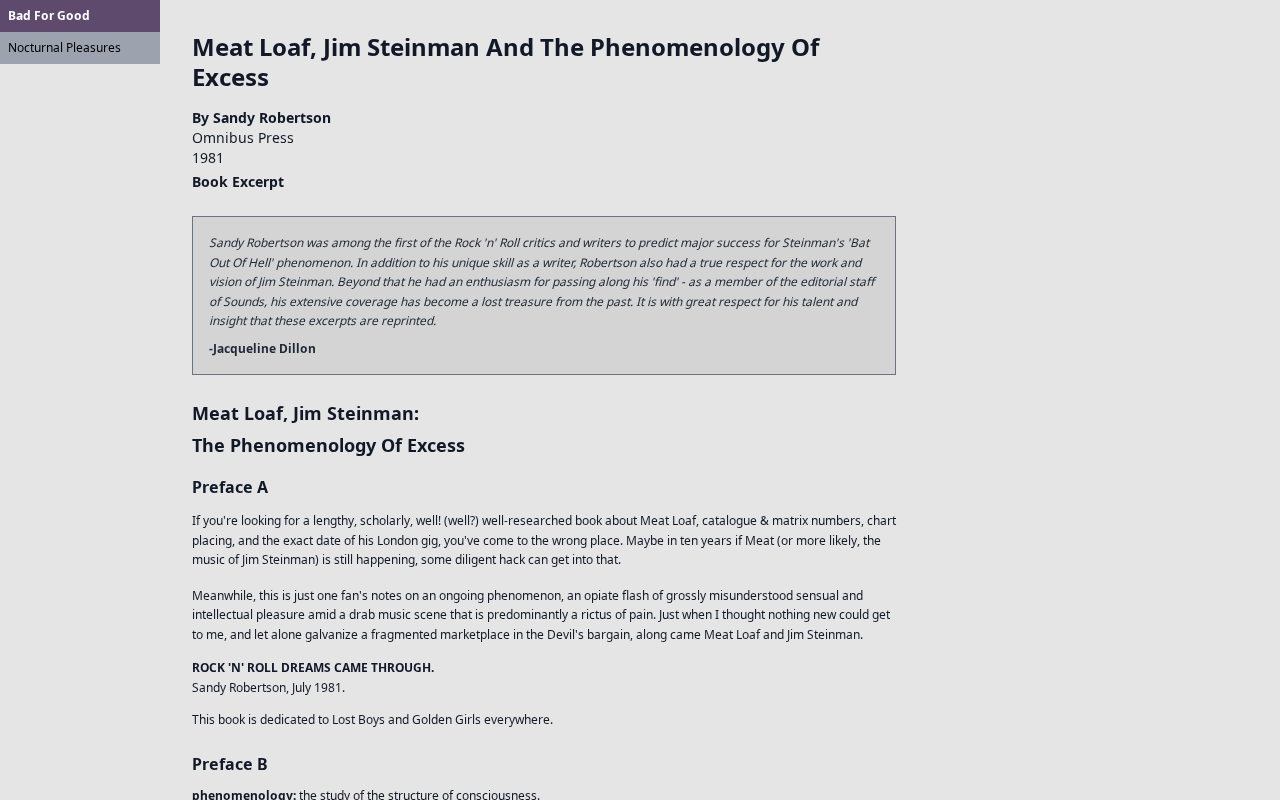 Bad For Good
Nocturnal Pleasures
Meat Loaf, Jim Steinman And The Phenomenology Of
Excess
By Sandy Robertson
Omnibus Press
1981
Book Excerpt
Sandy Robertson was among the first of the Rock 'n' Roll critics and writers to predict major success for Steinman's 'Bat
Out Of Hell' phenomenon. In addition to his unique skill as a writer, Robertson also had a true respect for the work and
vision of Jim Steinman. Beyond that he had an enthusiasm for passing along his 'find' - as a member of the editorial staff
of Sounds, his extensive coverage has become a lost treasure from the past. It is with great respect for his talent and
insight that these excerpts are reprinted.
-Jacqueline Dillon
Meat Loaf, Jim Steinman:
The Phenomenology Of Excess
Preface A
If you're looking for a lengthy, scholarly, well! (well?) well-researched book about Meat Loaf, catalogue & matrix numbers, chart
placing, and the exact date of his London gig, you've come to the wrong place. Maybe in ten years if Meat (or more likely, the
music of Jim Steinman) is still happening, some diligent hack can get into that.
Meanwhile, this is just one fan's notes on an ongoing phenomenon, an opiate flash of grossly misunderstood sensual and
intellectual pleasure amid a drab music scene that is predominantly a rictus of pain. Just when I thought nothing new could get
to me, and let alone galvanize a fragmented marketplace in the Devil's bargain, along came Meat Loaf and Jim Steinman.
ROCK 'N' ROLL DREAMS CAME THROUGH.
Sandy Robertson, July 1981.
This book is dedicated to Lost Boys and Golden Girls everywhere.
Preface B
phenomenology: the study of the structure of consciousness.